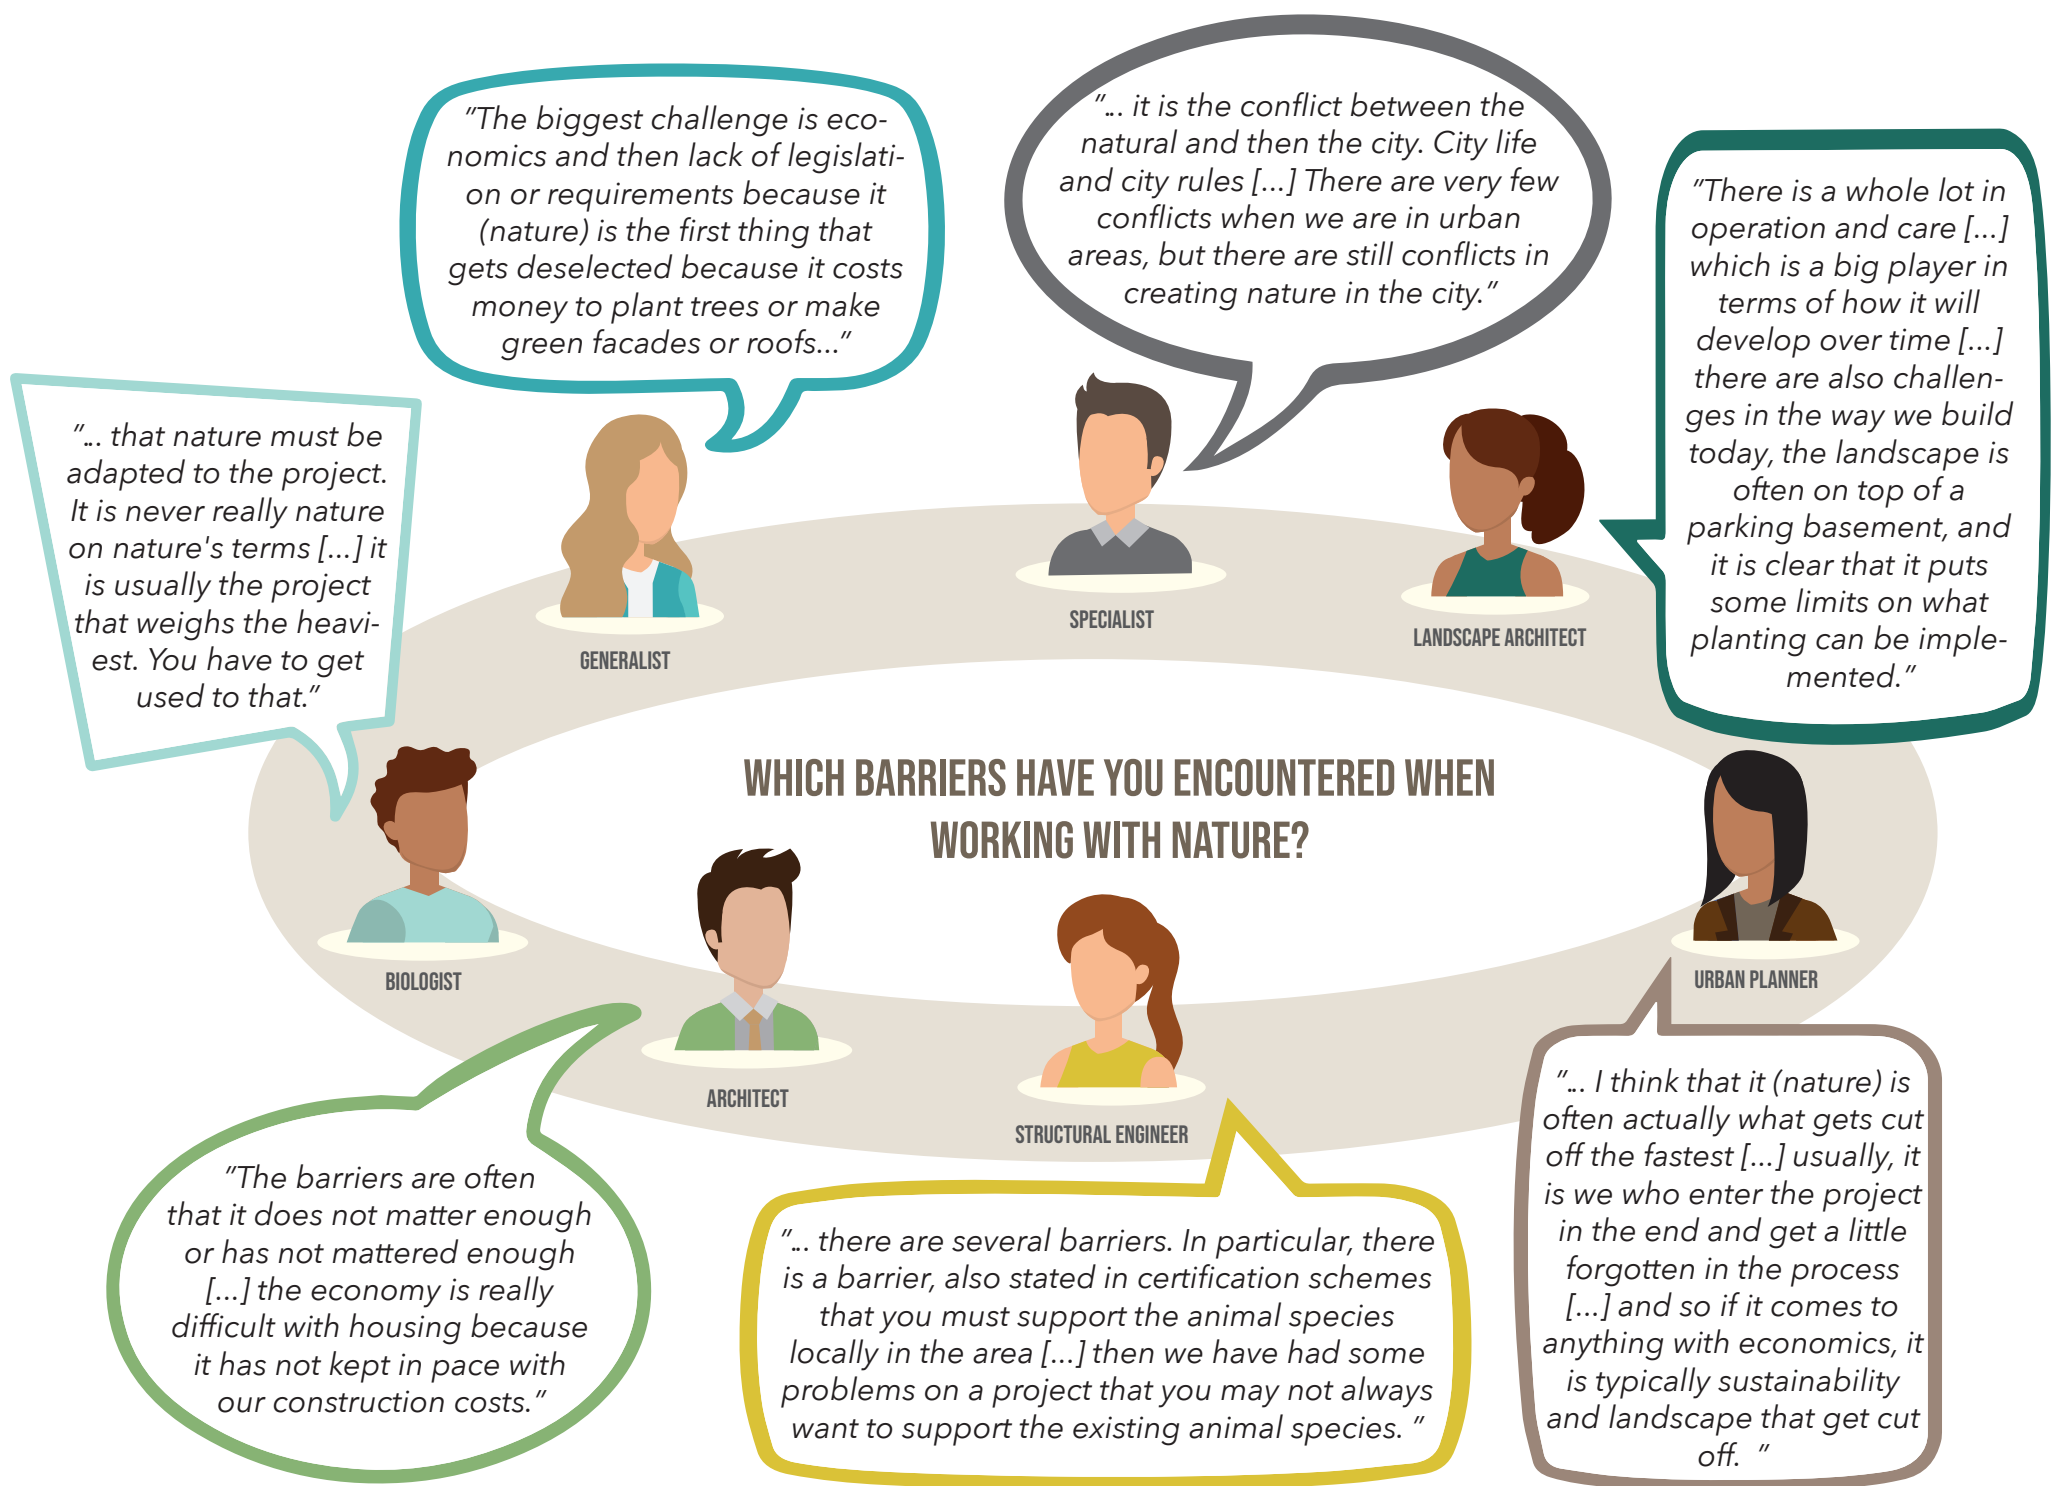 "The biggest challenge is eco-
nomics and then lack of legislati-
on or requirements because it
(nature) is the first thing that
gets deselected because it costs
money to plant trees or make
green facades or roofs..."
"... it is the conflict between the
natural and then the city. City life
and city rules [...] There are very few
conflicts when we are in urban
areas, but there are still conflicts in
creating nature in the city."
"There is a whole lot in
operation and care [...]
which is a big player in
terms of how it will
develop over time [...]
there are also challen-
ges in the way we build
today, the landscape is
often on top of a
parking basement, and
it is clear that it puts
some limits on what
planting can be imple-
mented."
"... that nature must be
adapted to the project.
It is never really nature
on nature's terms [...] it
is usually the project
that weighs the heavi-
est. You have to get
used to that."
GENERALIST
SPECIALIST
LANDSCAPE ARCHITECT
WHICH BARRIERS HAVE YOU ENCOUNTERED WHEN
WORKING WITH NATURE?
BIOLOGIST
ARCHITECT
STRUCTURAL ENGINEER
URBAN PLANNER
"The barriers are often
that it does not matter enough
or has not mattered enough
[...] the economy is really
difficult with housing because
it has not kept in pace with
our construction costs."
"... there are several barriers. In particular, there
is a barrier, also stated in certification schemes
that you must support the animal species
locally in the area [...] then we have had some
problems on a project that you may not always
want to support the existing animal species. "
"... I think that it (nature) is
often actually what gets cut
off the fastest [...] usually, it
is we who enter the project
in the end and get a little
forgotten in the process
[...] and so if it comes to
anything with economics, it
is typically sustainability
and landscape that get cut
off. "